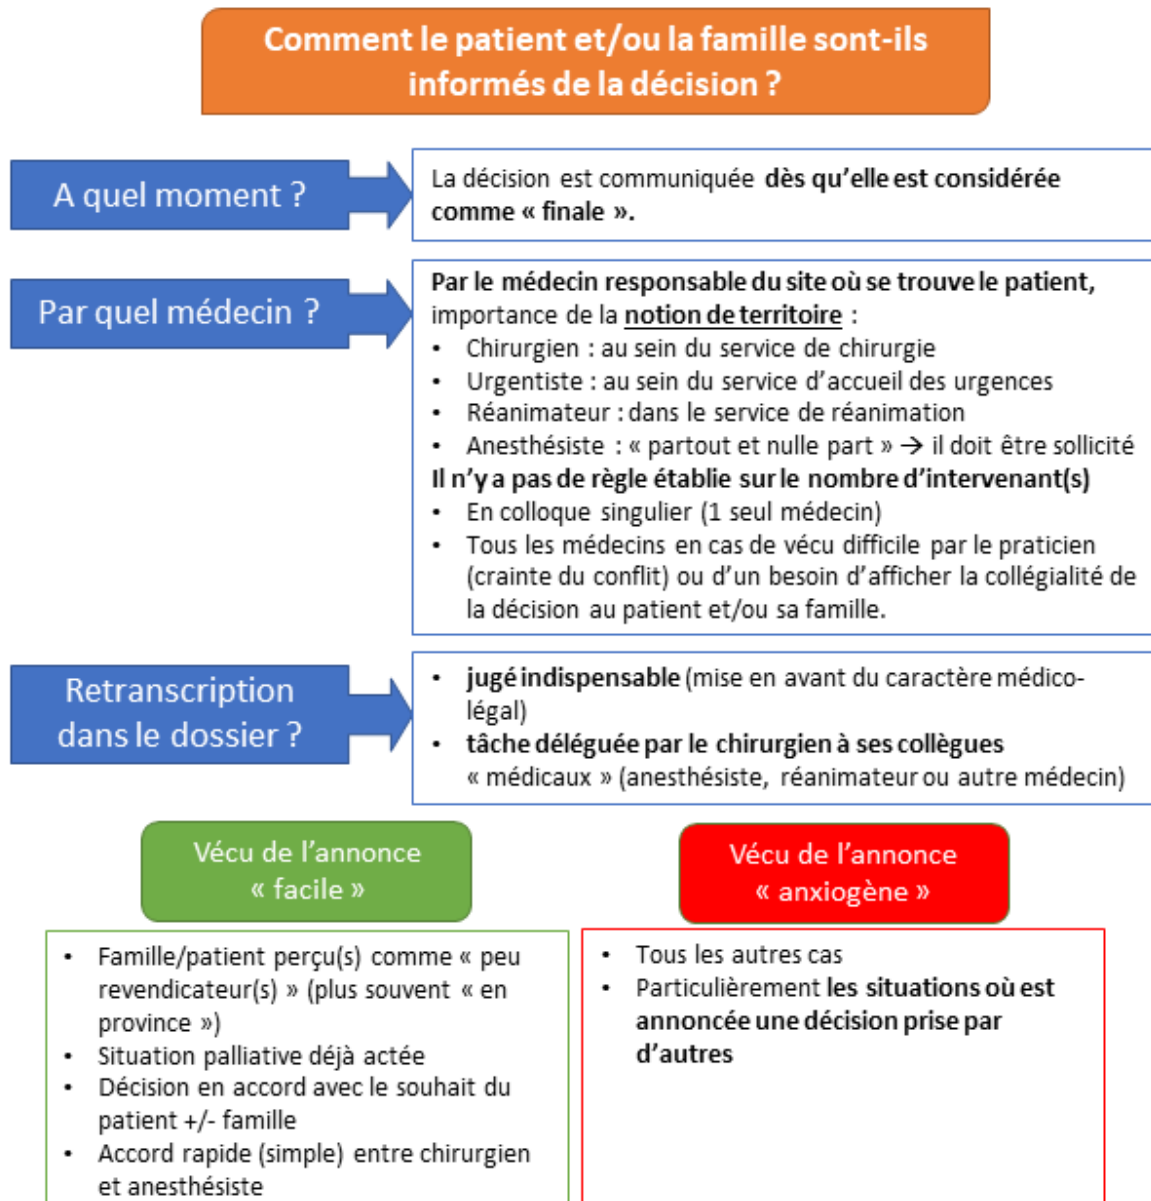 Comment le patient et/ou la famille sont-ils
informés de la décision ?
A quel moment ?
La décision est communiquée dès qu'elle est considérée
comme « finale ».
Par quel médecin ?
Par le médecin responsable du site où se trouve le patient,
importance de la notion de territoire :
• Chirurgien : au sein du service de chirurgie
• Urgentiste : au sein du service d'accueil des urgences
• Réanimateur : dans le service de réanimation
• Anesthésiste : « partout et nulle part » → il doit être sollicité
Il n'y a pas de règle établie sur le nombre d'intervenant(s)
• En colloque singulier (1 seul médecin)
• Tous les médecins en cas de vécu difficile par le praticien
(crainte du conflit) ou d'un besoin d'afficher la collégialité de
la décision au patient et/ou sa famille.
Retranscription
dans le dossier ?
• jugé indispensable (mise en avant du caractère médico-
légal)
• tâche déléguée par le chirurgien à ses collègues
« médicaux » (anesthésiste, réanimateur ou autre médecin)
Vécu de l'annonce
« facile »
• Famille/patient perçu(s) comme « peu
revendicateur(s) » (plus souvent « en
province »)
• Situation palliative déjà actée
• Décision en accord avec le souhait du
patient +/- famille
• Accord rapide (simple) entre chirurgien
et anesthésiste
Vécu de l'annonce
« anxiogène »
• Tous les autres cas
• Particulièrement les situations où est
annoncée une décision prise par
d'autres